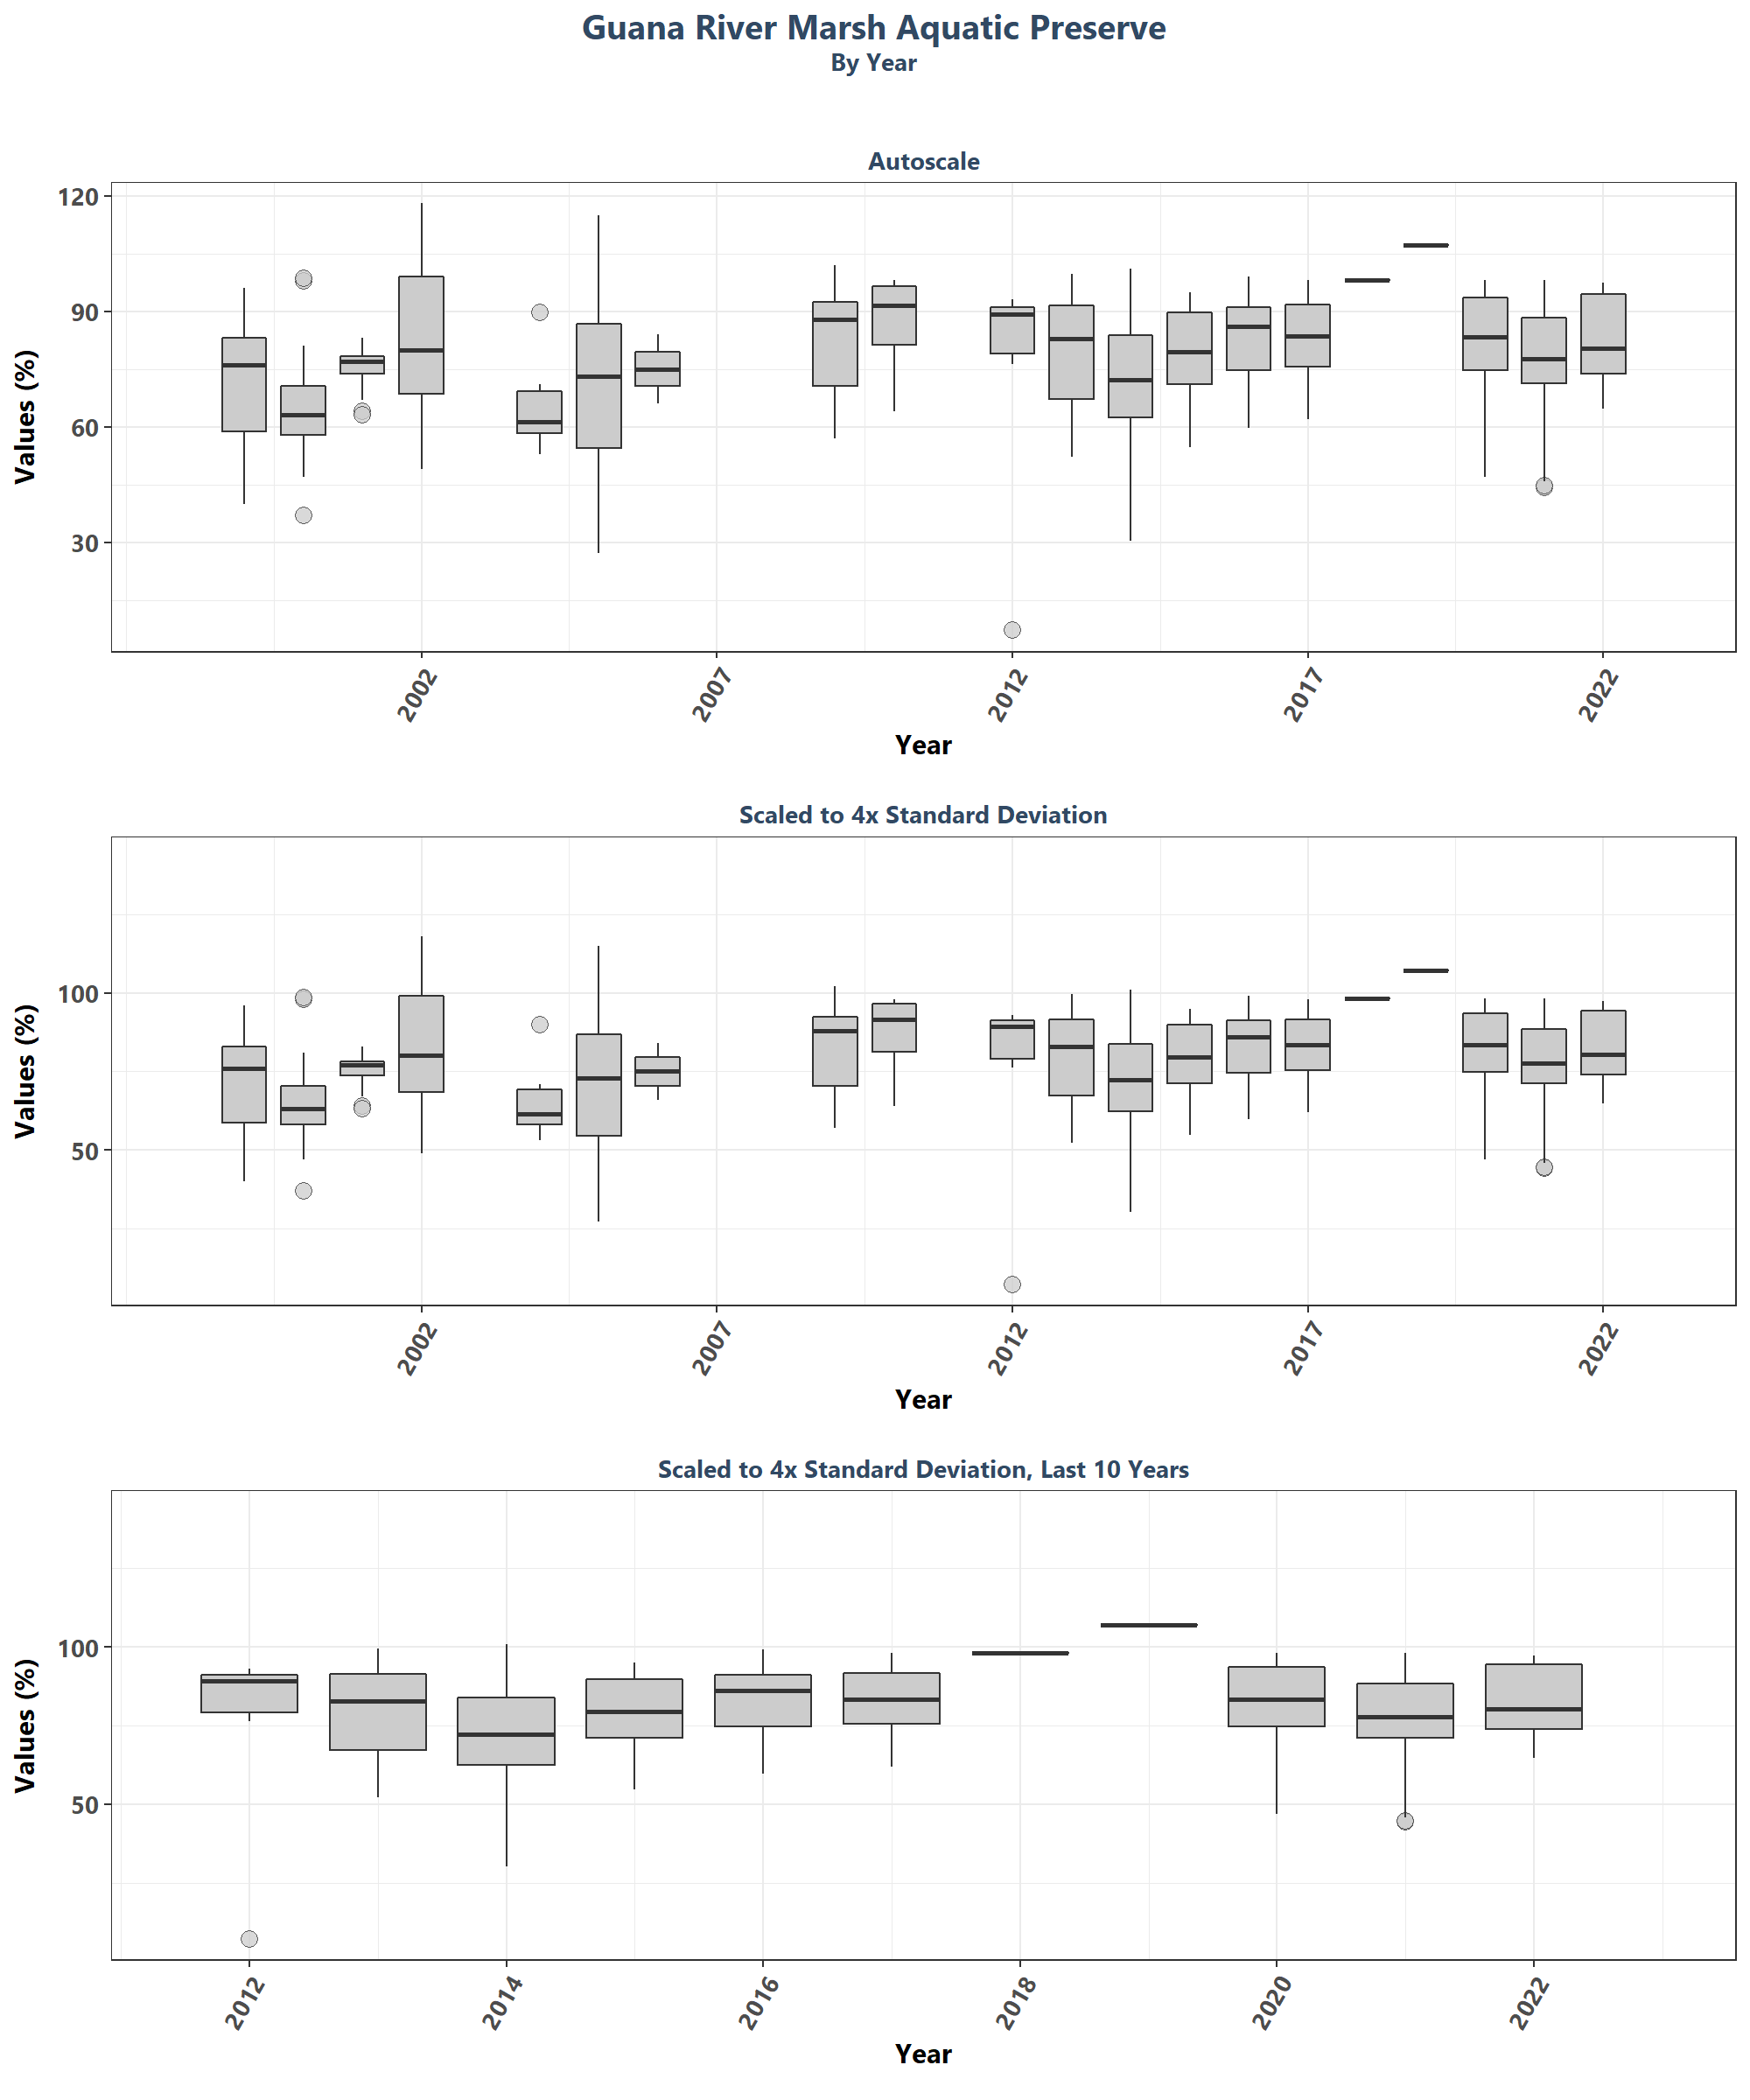 Guana River Marsh Aquatic Preserve
By Year
Autoscale
Values (%)
120
90
60
30
2002
2007
2012
2017
2022
Year
Scaled to 4x Standard Deviation
Values (%)
100
50
2002
2007
2012
2017
2022
Year
Scaled to 4x Standard Deviation, Last 10 Years
Values (%)
100
50
2012
2014
2016
2018
2020
2022
Year